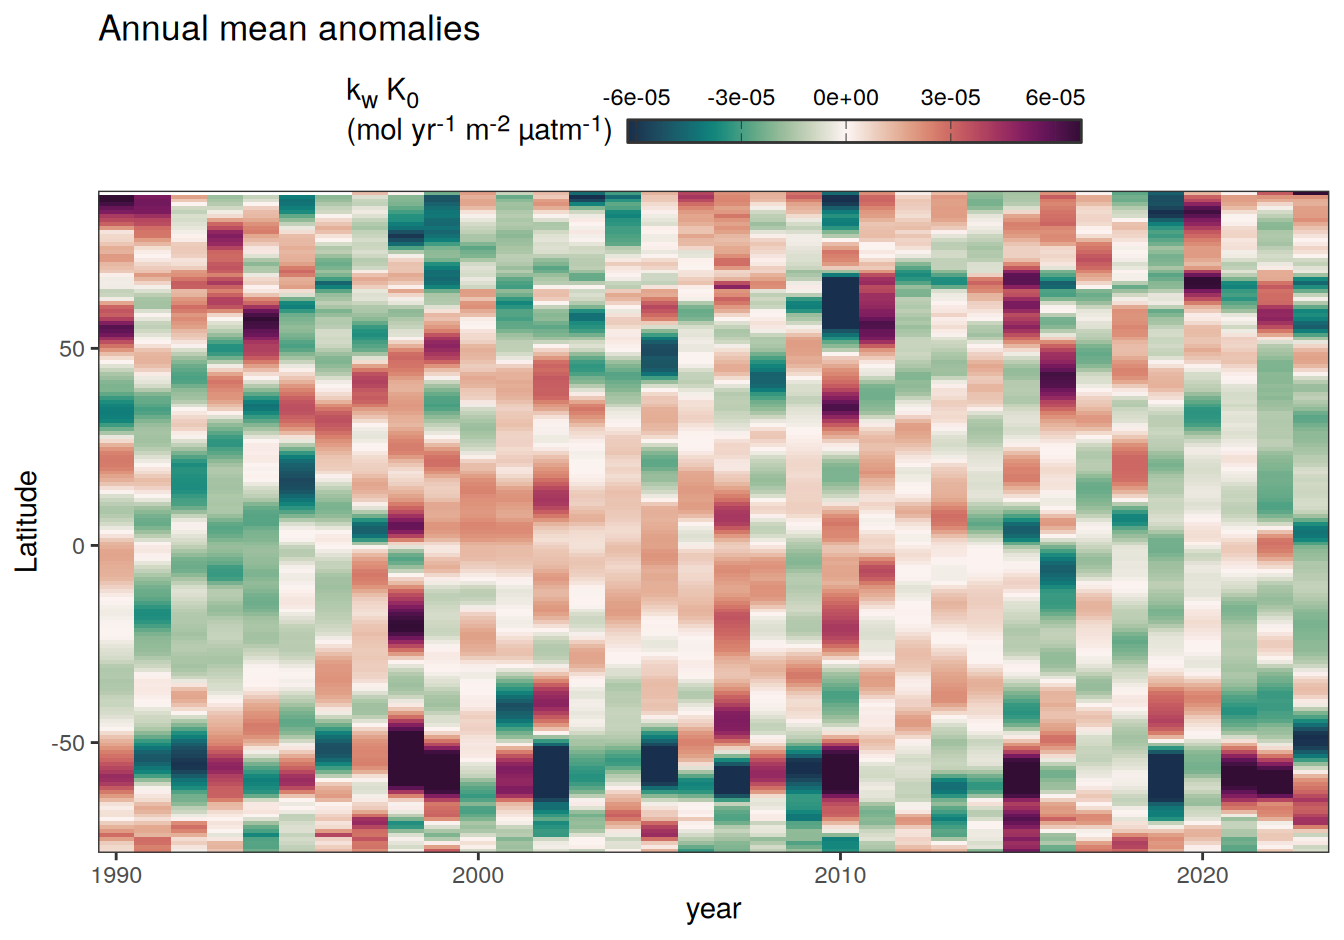 Annual mean anomalies
kw K0
(mol yr-1 m-2 µatm-1)
-6e-05 -3e-05 0e+00 3e-05 6e-05
Latitude
50
0
-50
1990 2000 2010 2020
year